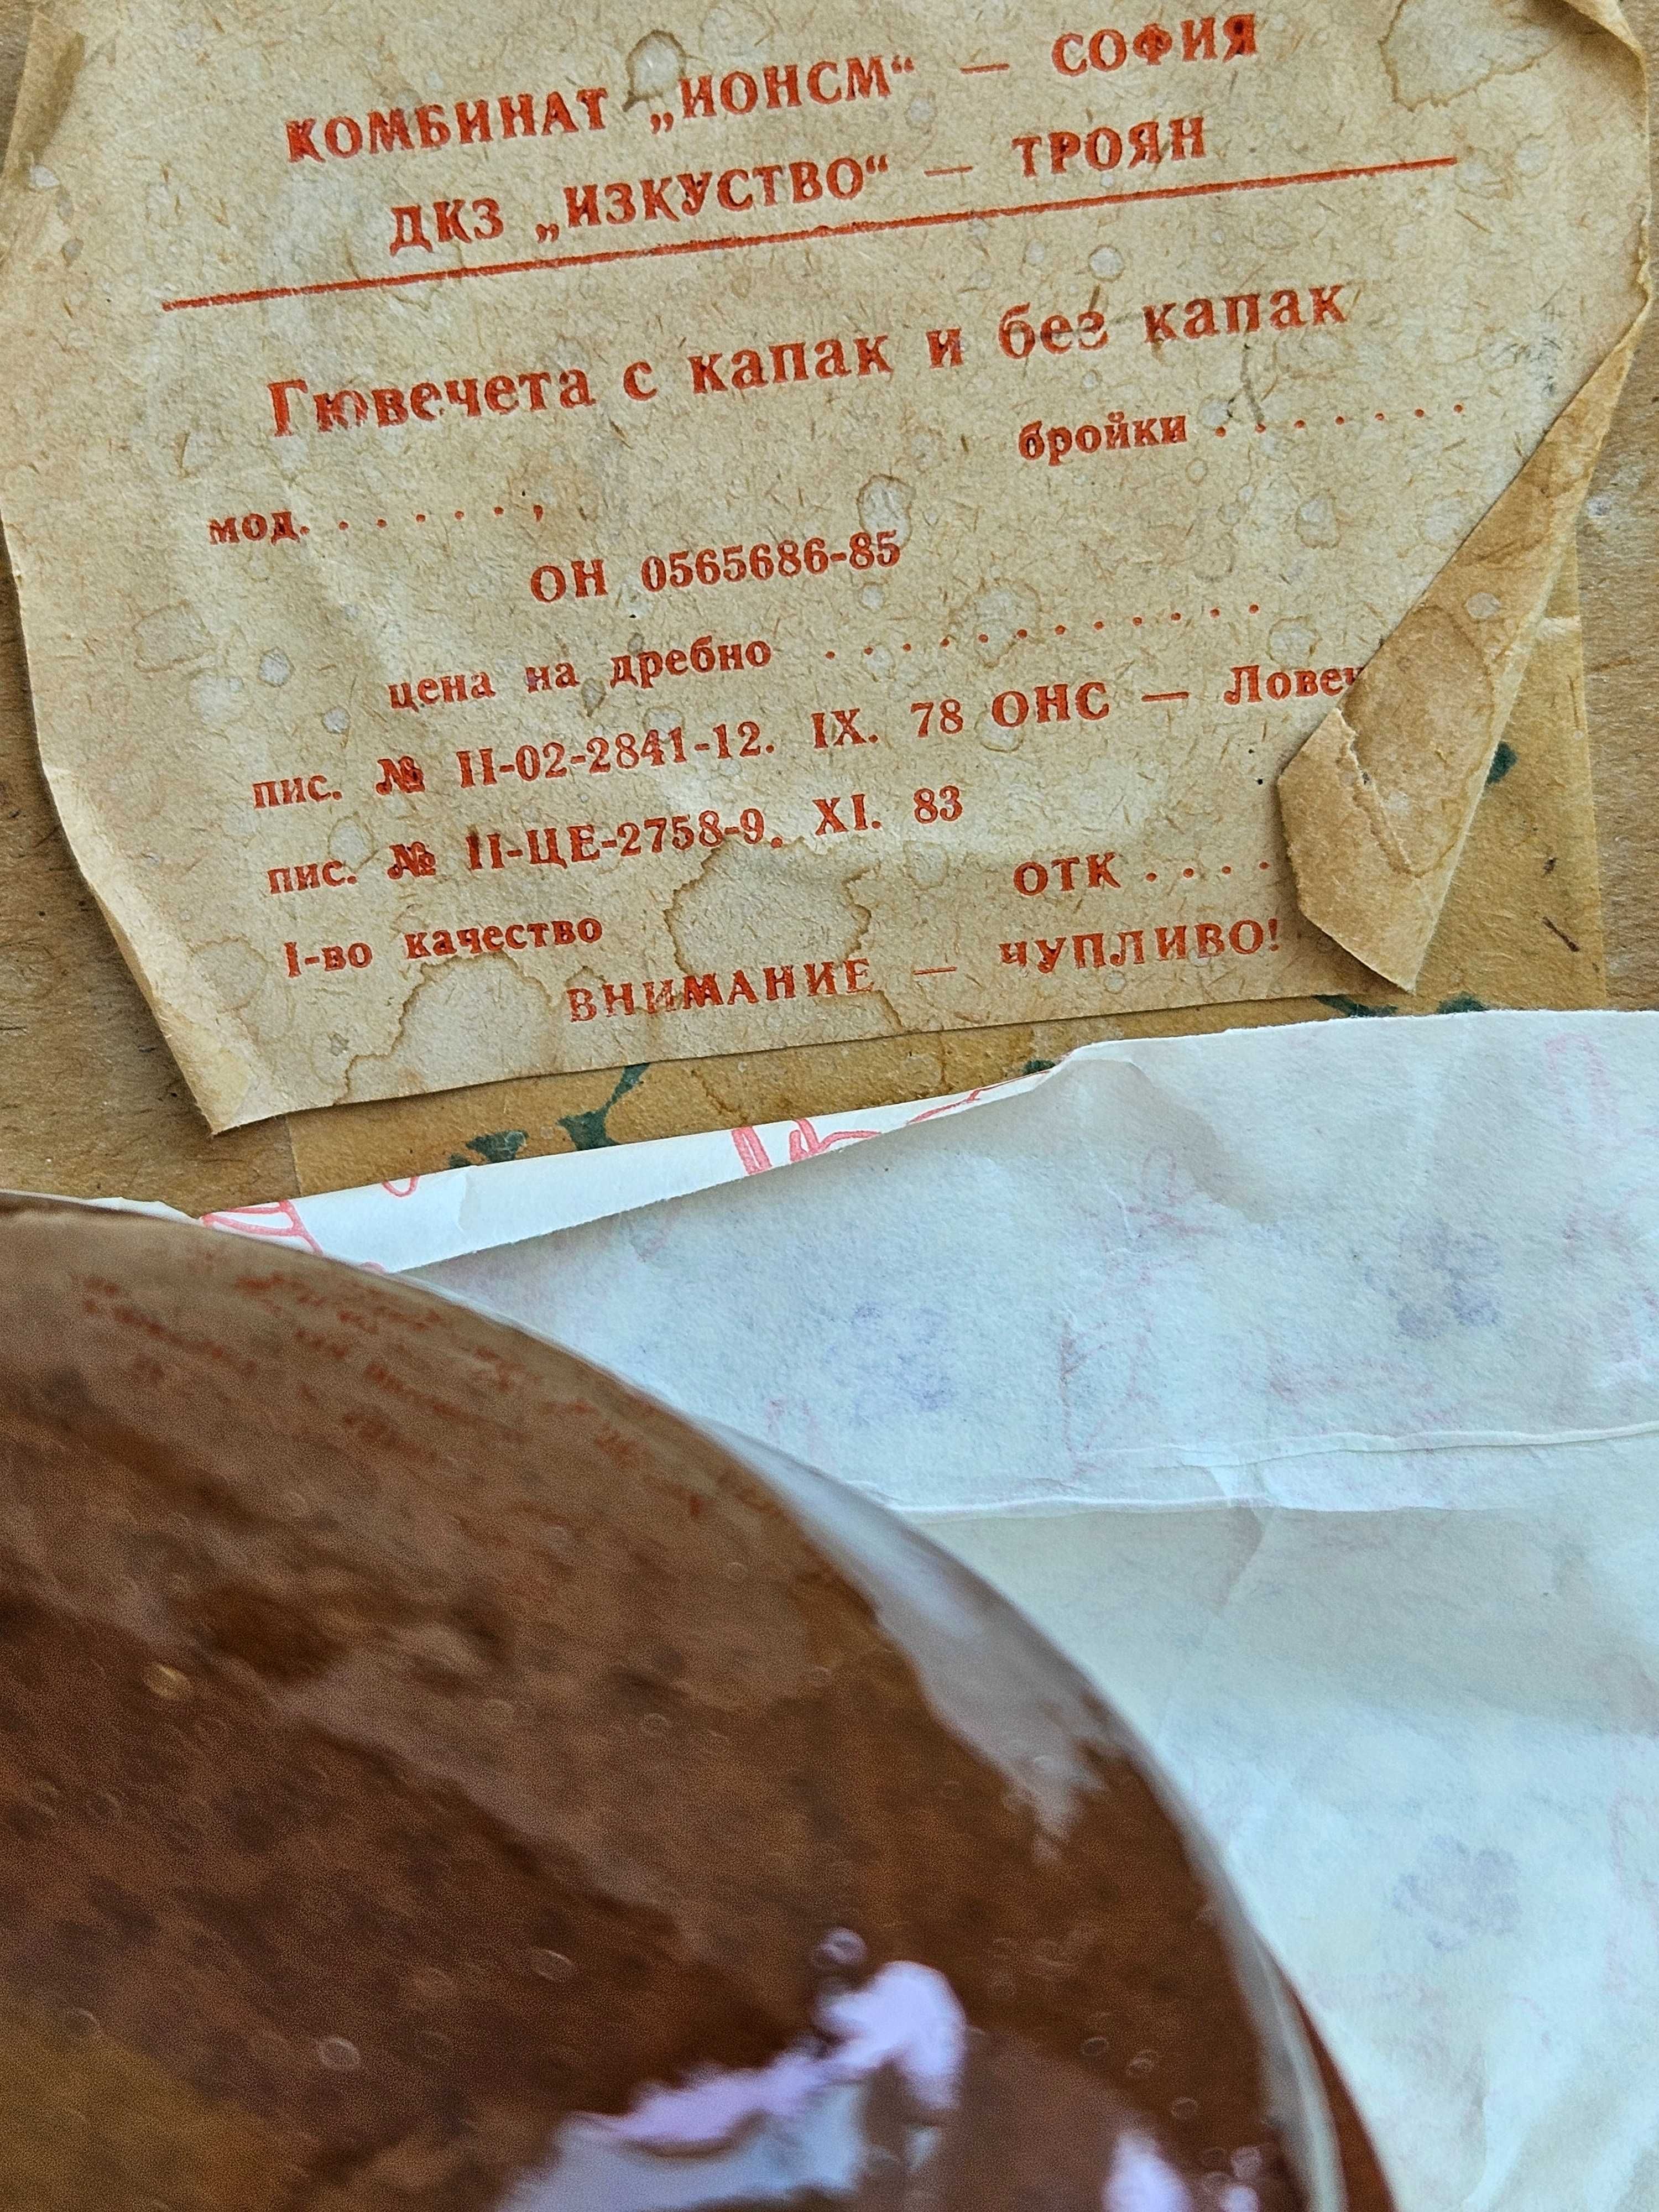 КОМБИНАТ „ИОНСМ“ — СОФИЯ
ДКЗ „ИЗКУСТВО“ — ТРОЯН
Гювечета с капак и без капак
бройки . . . . . . .
мод. . . . . . . ,
ОН 0565686-85
цена на дребно . . . . . . . . . . . .
пис. № II-02-2841-12. IX. 78 ОНС — Ловеч
пис. № II-ЦЕ-2758-9. XI. 83
ОТК . . . .
I-во качество
ВНИМАНИЕ — ЧУПЛИВО!